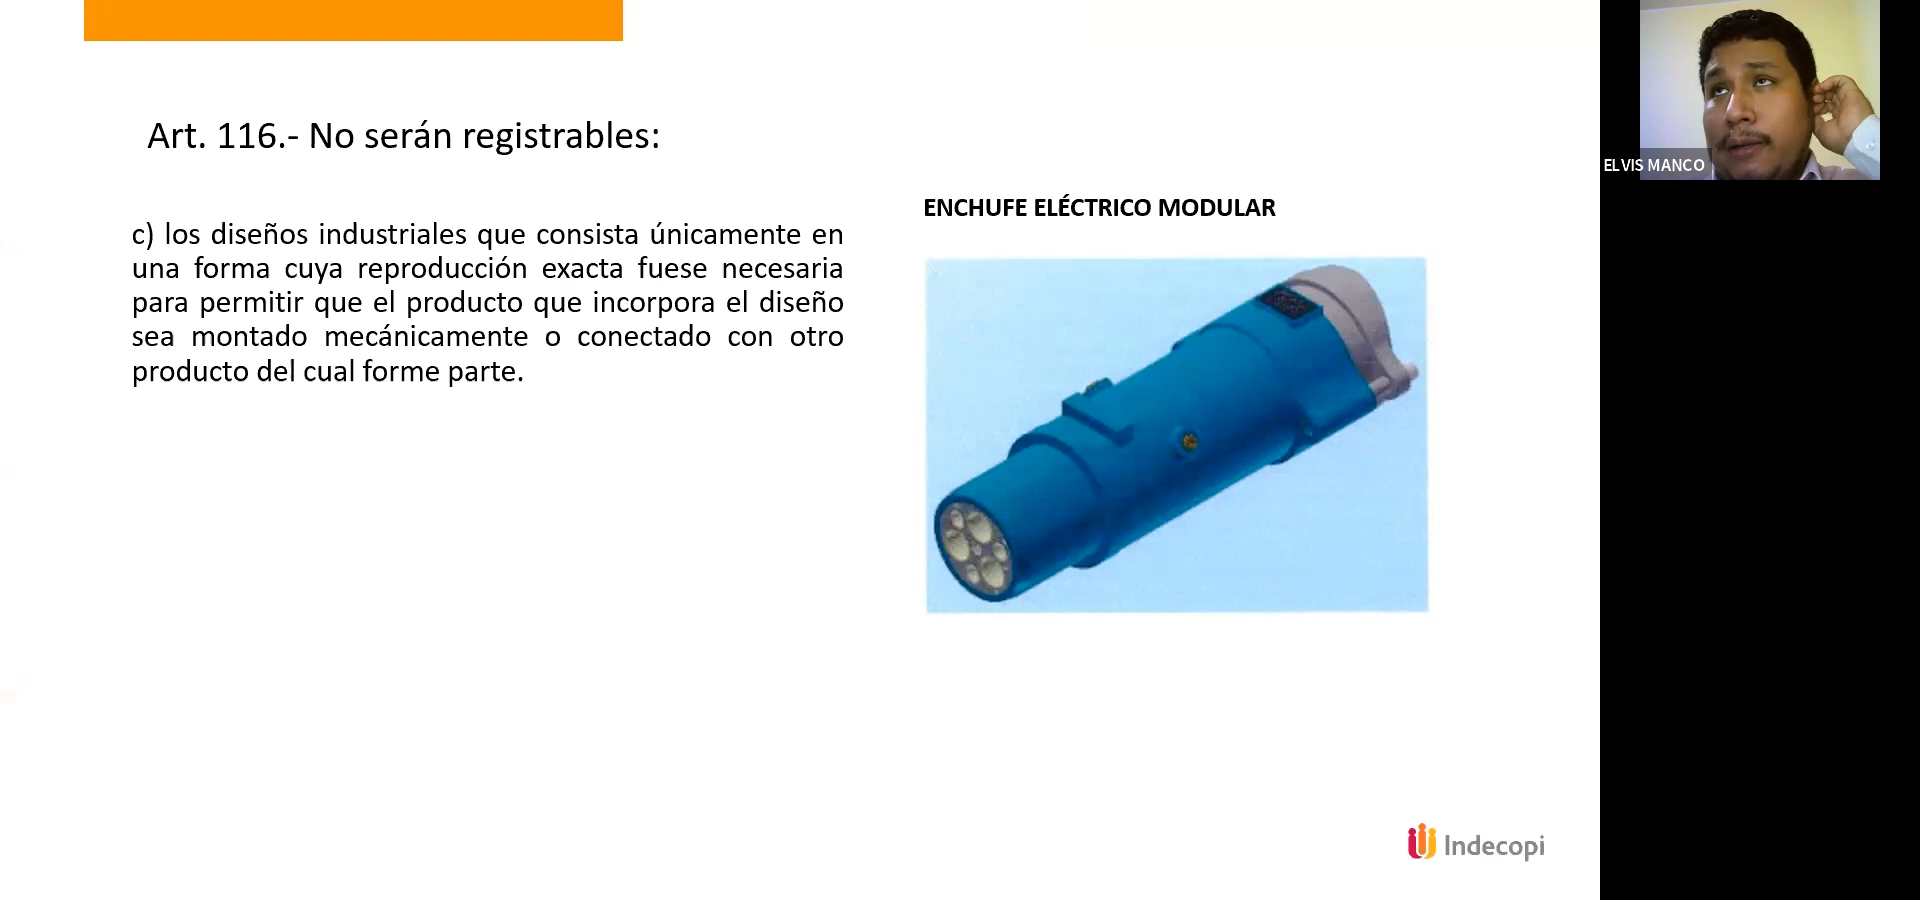 Art. 116.- No serán registrables:
c) los diseños industriales que consista únicamente en
una forma cuya reproducción exacta fuese necesaria
para permitir que el producto que incorpora el diseño
sea montado mecánicamente o conectado con otro
producto del cual forme parte.
ENCHUFE ELÉCTRICO MODULAR
ELVIS MANCO
Indecopi